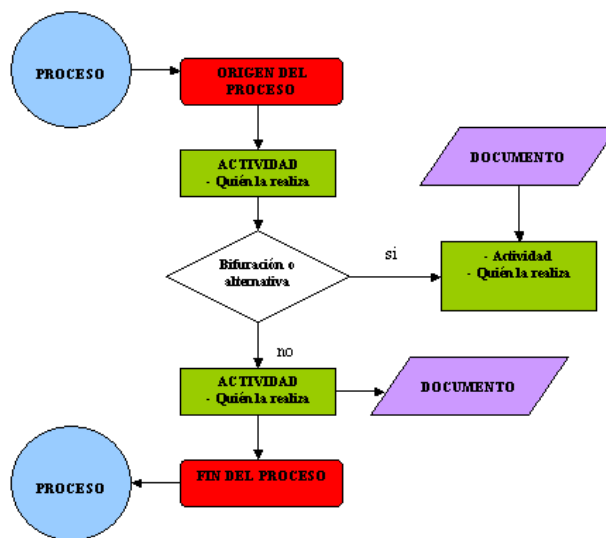 PROCESO
ORIGEN DEL
PROCESO
ACTIVIDAD
- Quién la realiza
DOCUMENTO
Bifuración o
alternativa
si
- Actividad
- Quién la realiza
no
ACTIVIDAD
- Quién la realiza
DOCUMENTO
FIN DEL PROCESO
PROCESO